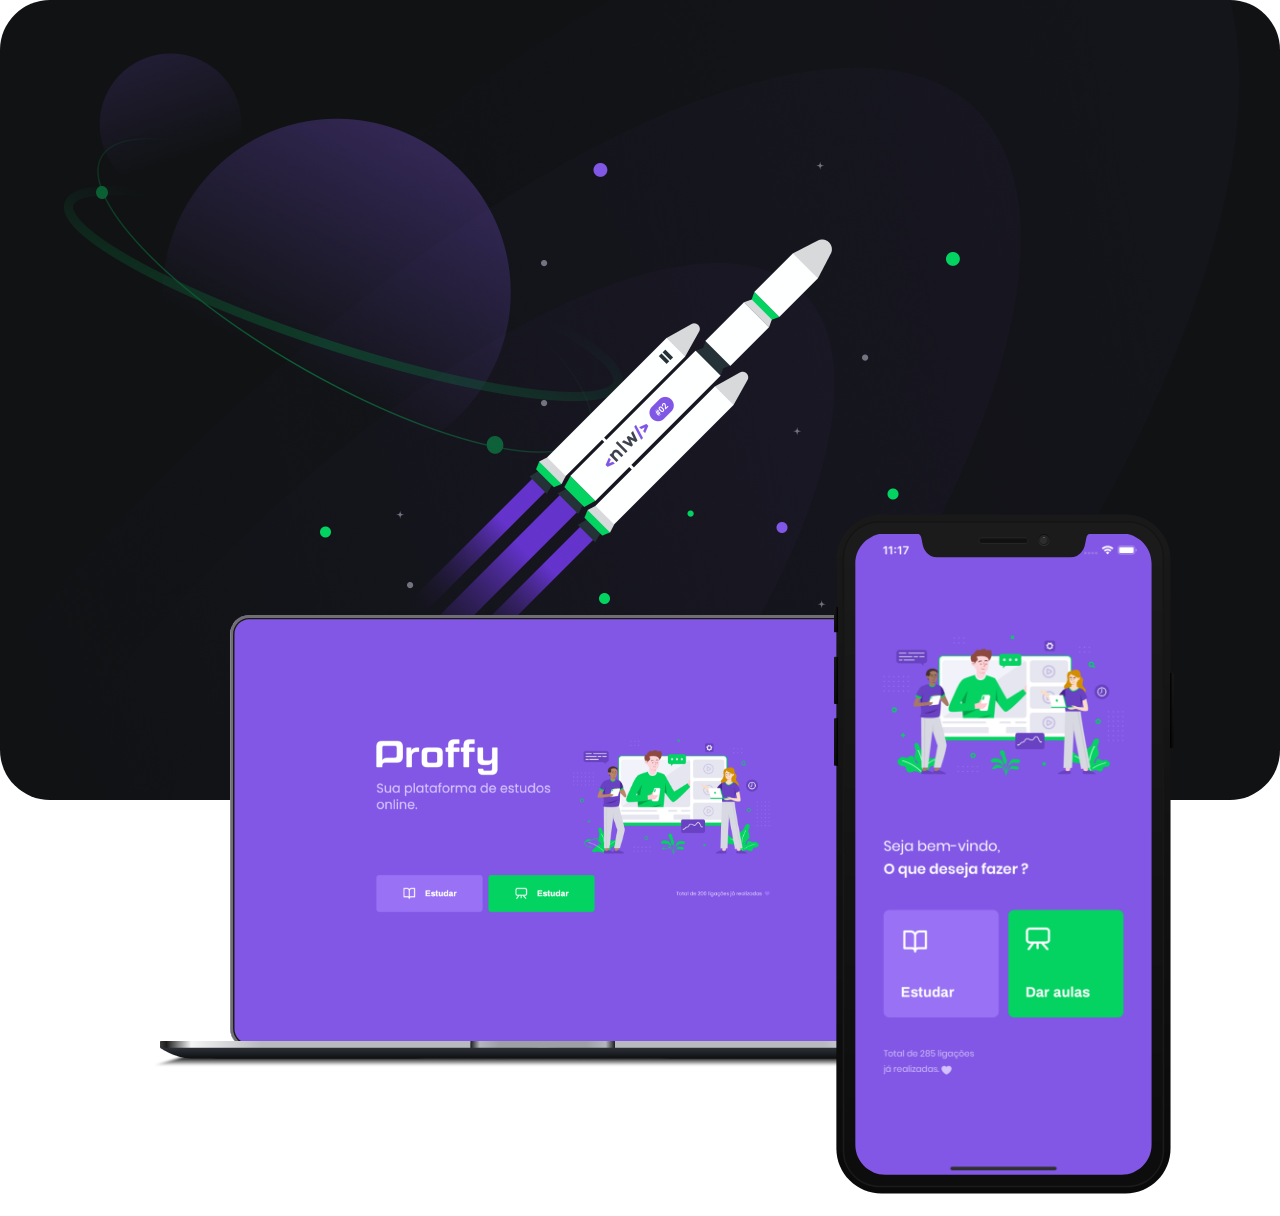 #02
<nlw/>
Proffy
Sua plataforma de estudos
online.
Estudar
Estudar
Total de 200 ligações já realizadas
11:17
Seja bem-vindo,
O que deseja fazer ?
Estudar
Dar aulas
Total de 285 ligações
já realizadas.